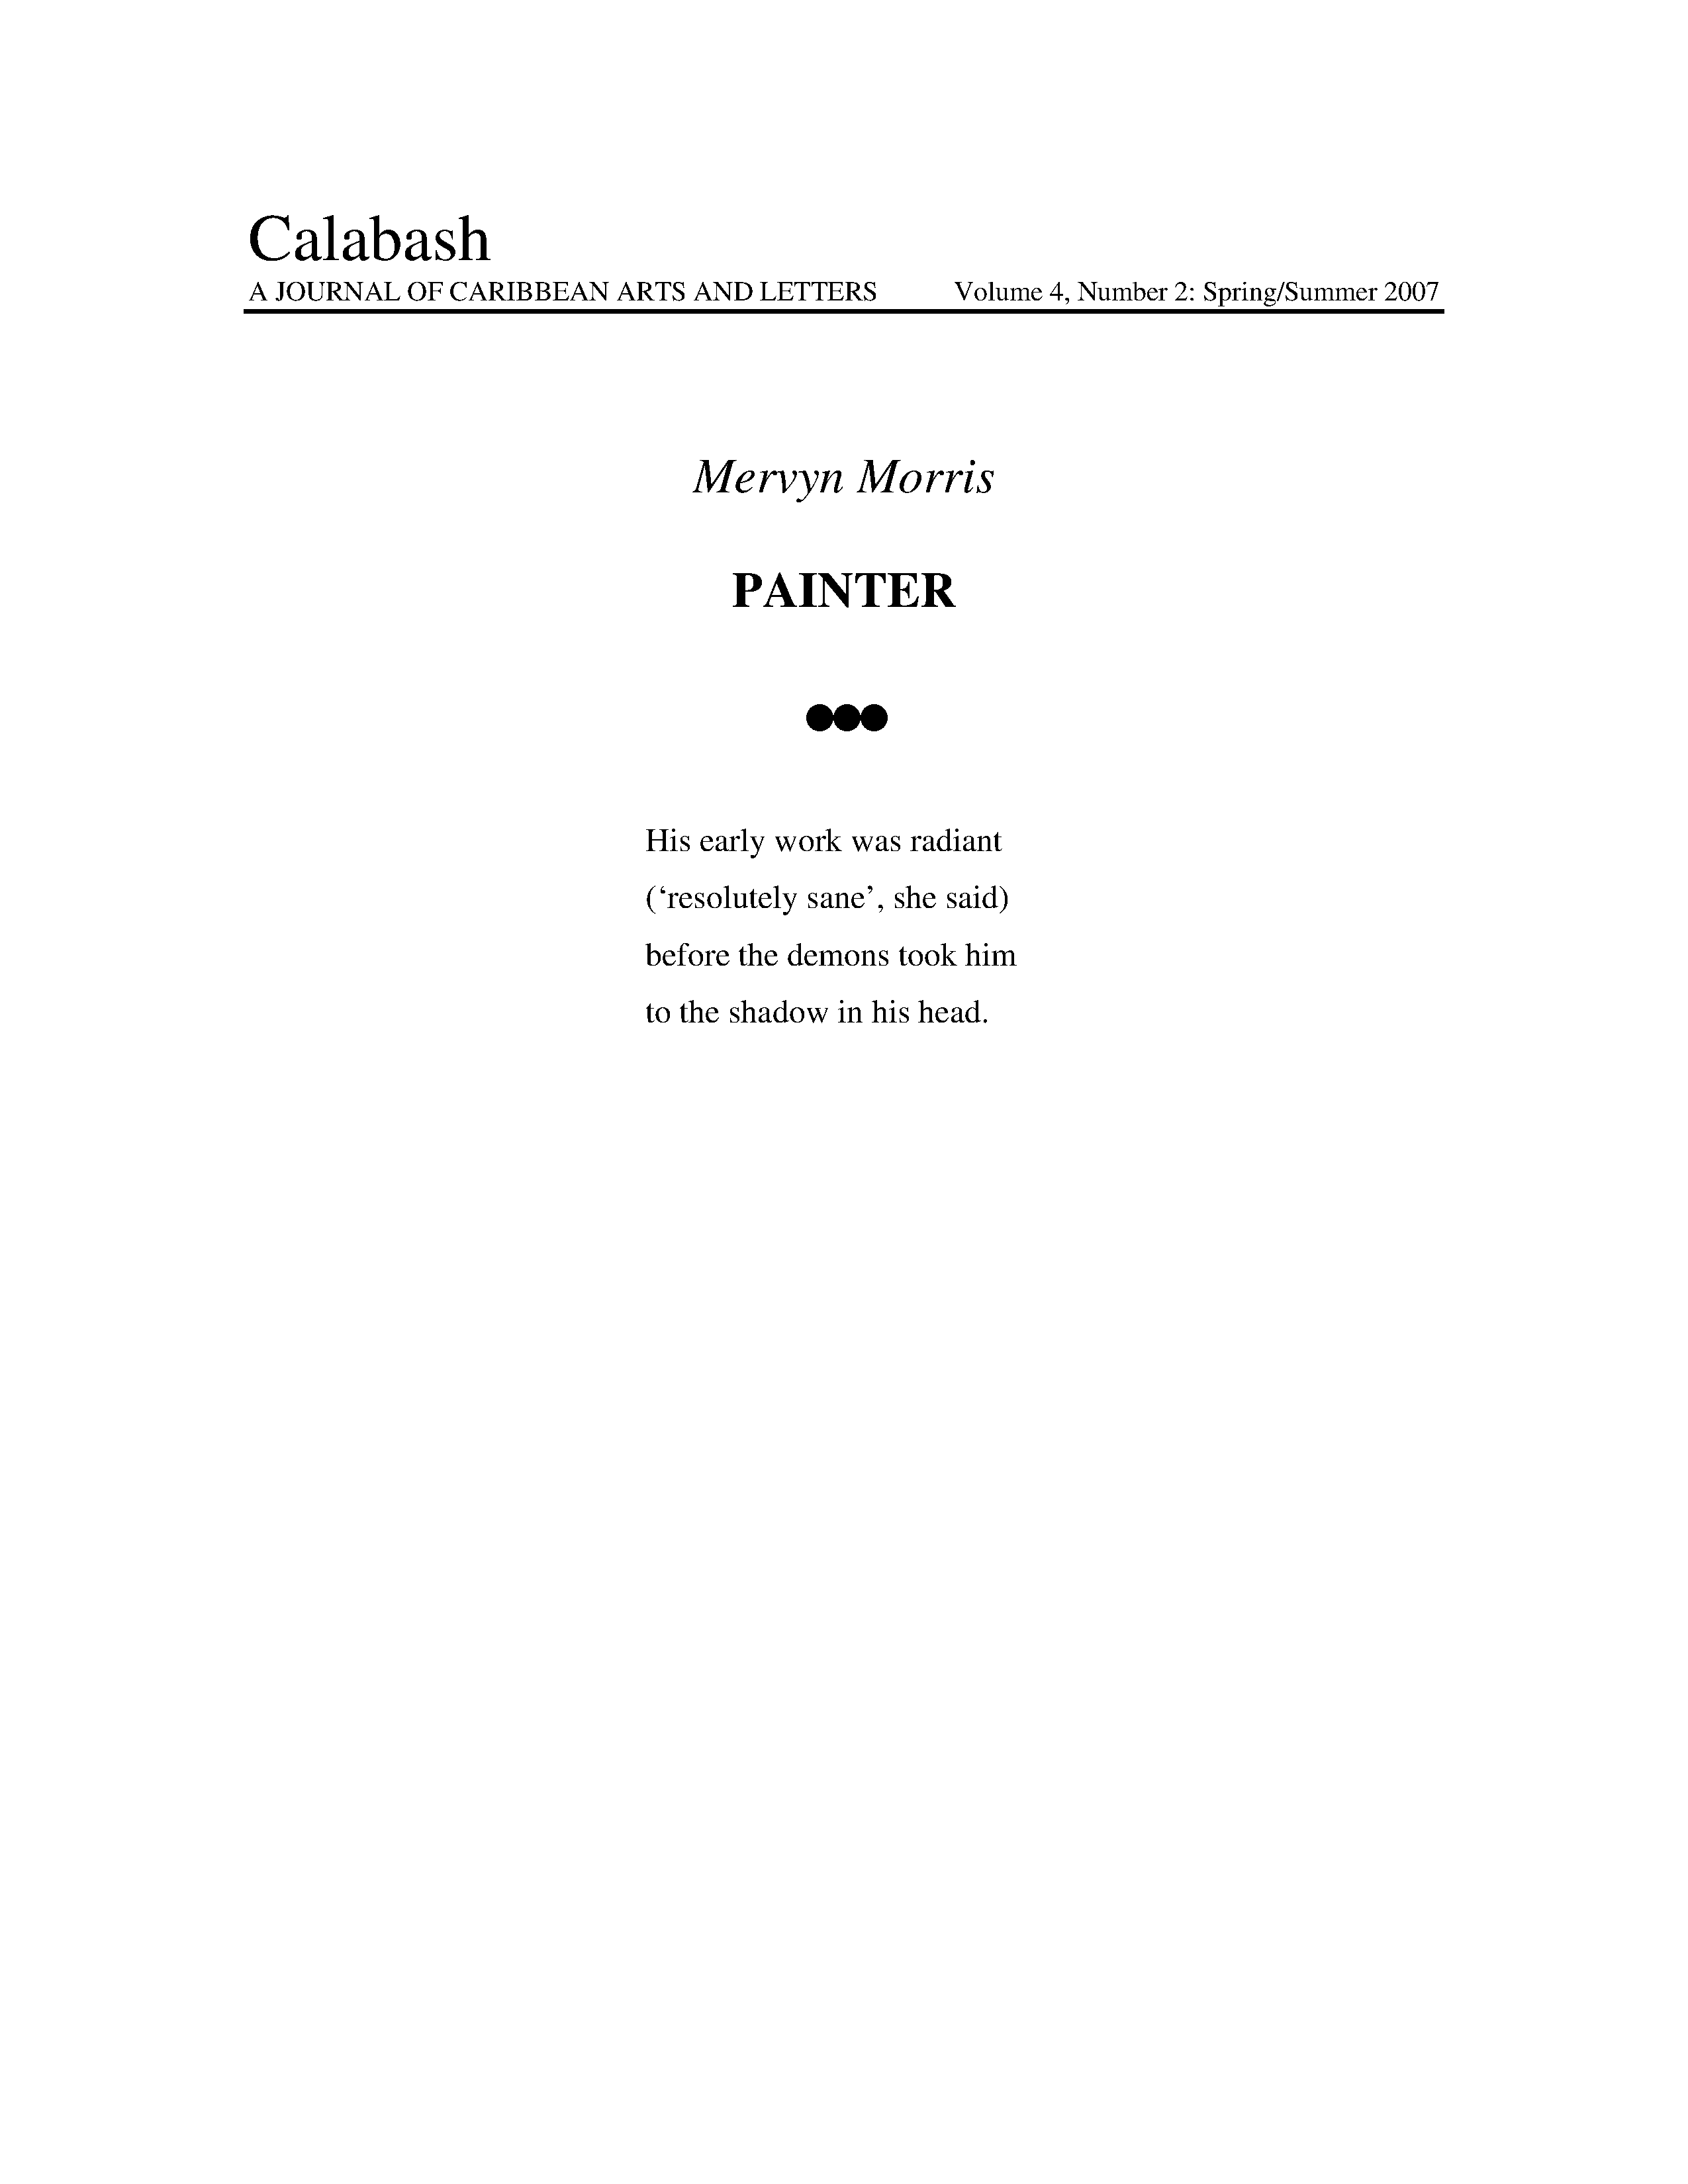 Calabash
A JOURNAL OF CARIBBEAN ARTS AND LETTERS Volume 4, Number 2: Spring/Summer 2007
Mervyn Morris
PAINTER
●●●
His early work was radiant
(‘resolutely sane’, she said)
before the demons took him
to the shadow in his head.